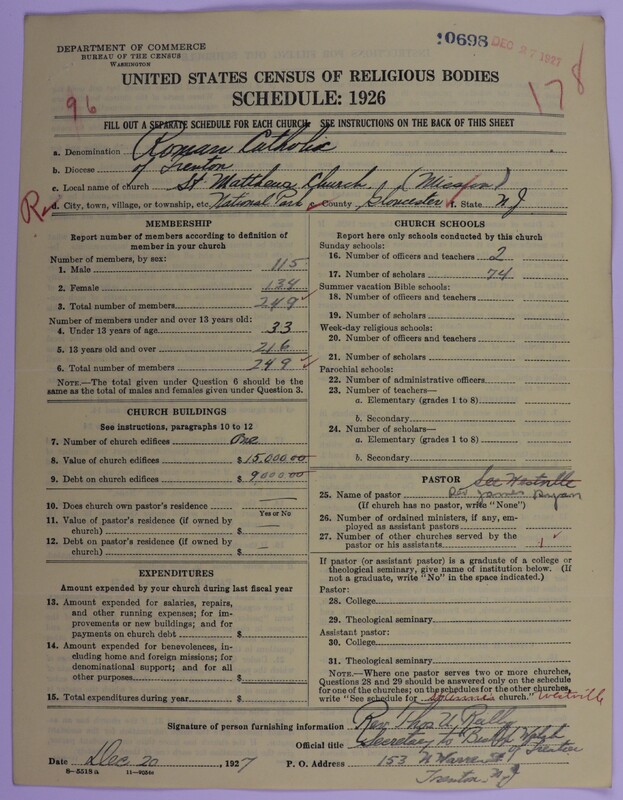 DEPARTMENT OF COMMERCE
BUREAU OF THE CENSUS
WASHINGTON
10698 DEC 27 1927
UNITED STATES CENSUS OF RELIGIOUS BODIES
SCHEDULE: 1926
96
178
FILL OUT A SEPARATE SCHEDULE FOR EACH CHURCH. SEE INSTRUCTIONS ON THE BACK OF THIS SHEET
a. Denomination Roman Catholic
b. Diocese of Trenton
c. Local name of church St Matthews Church. (Mission)
d. City, town, village, or township, etc. National Park e. County Gloucester f. State N J
MEMBERSHIP
Report number of members according to definition of member in your church
Number of members, by sex:
1. Male 115
2. Female 134
3. Total number of members 249
Number of members under and over 13 years old:
4. Under 13 years of age 33
5. 13 years old and over 216
6. Total number of members 249
NOTE.—The total given under Question 6 should be the same as the total of males and females given under Question 3.
CHURCH BUILDINGS
See instructions, paragraphs 10 to 12
7. Number of church edifices One
8. Value of church edifices $ 15,000.00
9. Debt on church edifices $ 9,000.00
10. Does church own pastor's residence —
Yes or No
11. Value of pastor's residence (if owned by church) $ —
12. Debt on pastor's residence (if owned by church) $ —
EXPENDITURES
Amount expended by your church during last fiscal year
13. Amount expended for salaries, repairs, and other running expenses; for improvements or new buildings; and for payments on church debt $
14. Amount expended for benevolences, including home and foreign missions; for denominational support; and for all other purposes $
15. Total expenditures during year $
CHURCH SCHOOLS
Report here only schools conducted by this church
Sunday schools:
16. Number of officers and teachers 2
17. Number of scholars 74
Summer vacation Bible schools:
18. Number of officers and teachers
19. Number of scholars
Week-day religious schools:
20. Number of officers and teachers
21. Number of scholars
Parochial schools:
22. Number of administrative officers
23. Number of teachers—
a. Elementary (grades 1 to 8)
b. Secondary
24. Number of scholars—
a. Elementary (grades 1 to 8)
b. Secondary
PASTOR See Westville
25. Name of pastor Rev James Bryan
(If church has no pastor, write "None")
26. Number of ordained ministers, if any, employed as assistant pastors
27. Number of other churches served by the pastor or his assistants 1
If pastor (or assistant pastor) is a graduate of a college or theological seminary, give name of institution below. (If not a graduate, write "No" in the space indicated.)
Pastor:
28. College
29. Theological seminary
Assistant pastor:
30. College
31. Theological seminary
NOTE.—Where one pastor serves two or more churches, Questions 28 and 29 should be answered only on the schedule for one of the churches; on the schedules for the other churches, write "See schedule for church." Westville
Signature of person furnishing information Rev. Thos U. Reilly
Official title Secretary to Bishop Walsh of Trenton
Date Dec 20, 1927 P. O. Address 153 N Warren St
Trenton, N J
8-5518 a